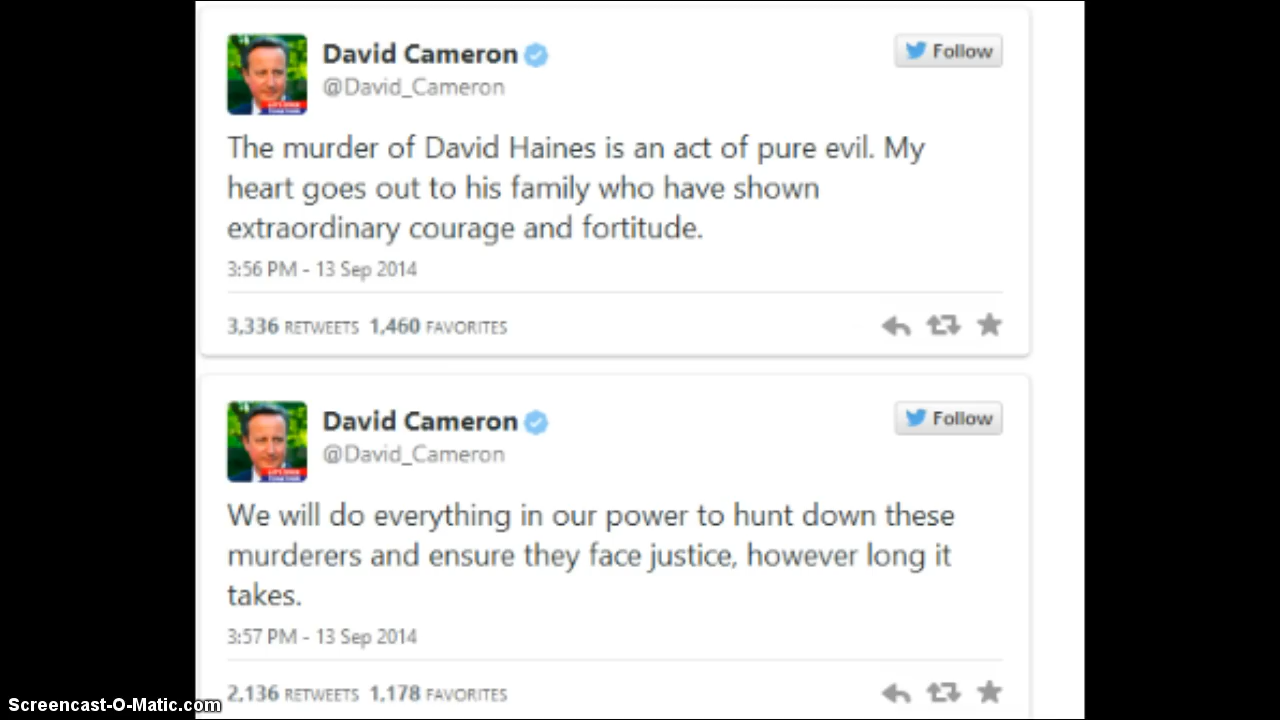 David Cameron
Follow
@David_Cameron
The murder of David Haines is an act of pure evil. My
heart goes out to his family who have shown
extraordinary courage and fortitude.
3:56 PM - 13 Sep 2014
3,336 RETWEETS 1,460 FAVORITES
David Cameron
Follow
@David_Cameron
We will do everything in our power to hunt down these
murderers and ensure they face justice, however long it
takes.
3:57 PM - 13 Sep 2014
2,136 RETWEETS 1,178 FAVORITES
Screencast-O-Matic.com